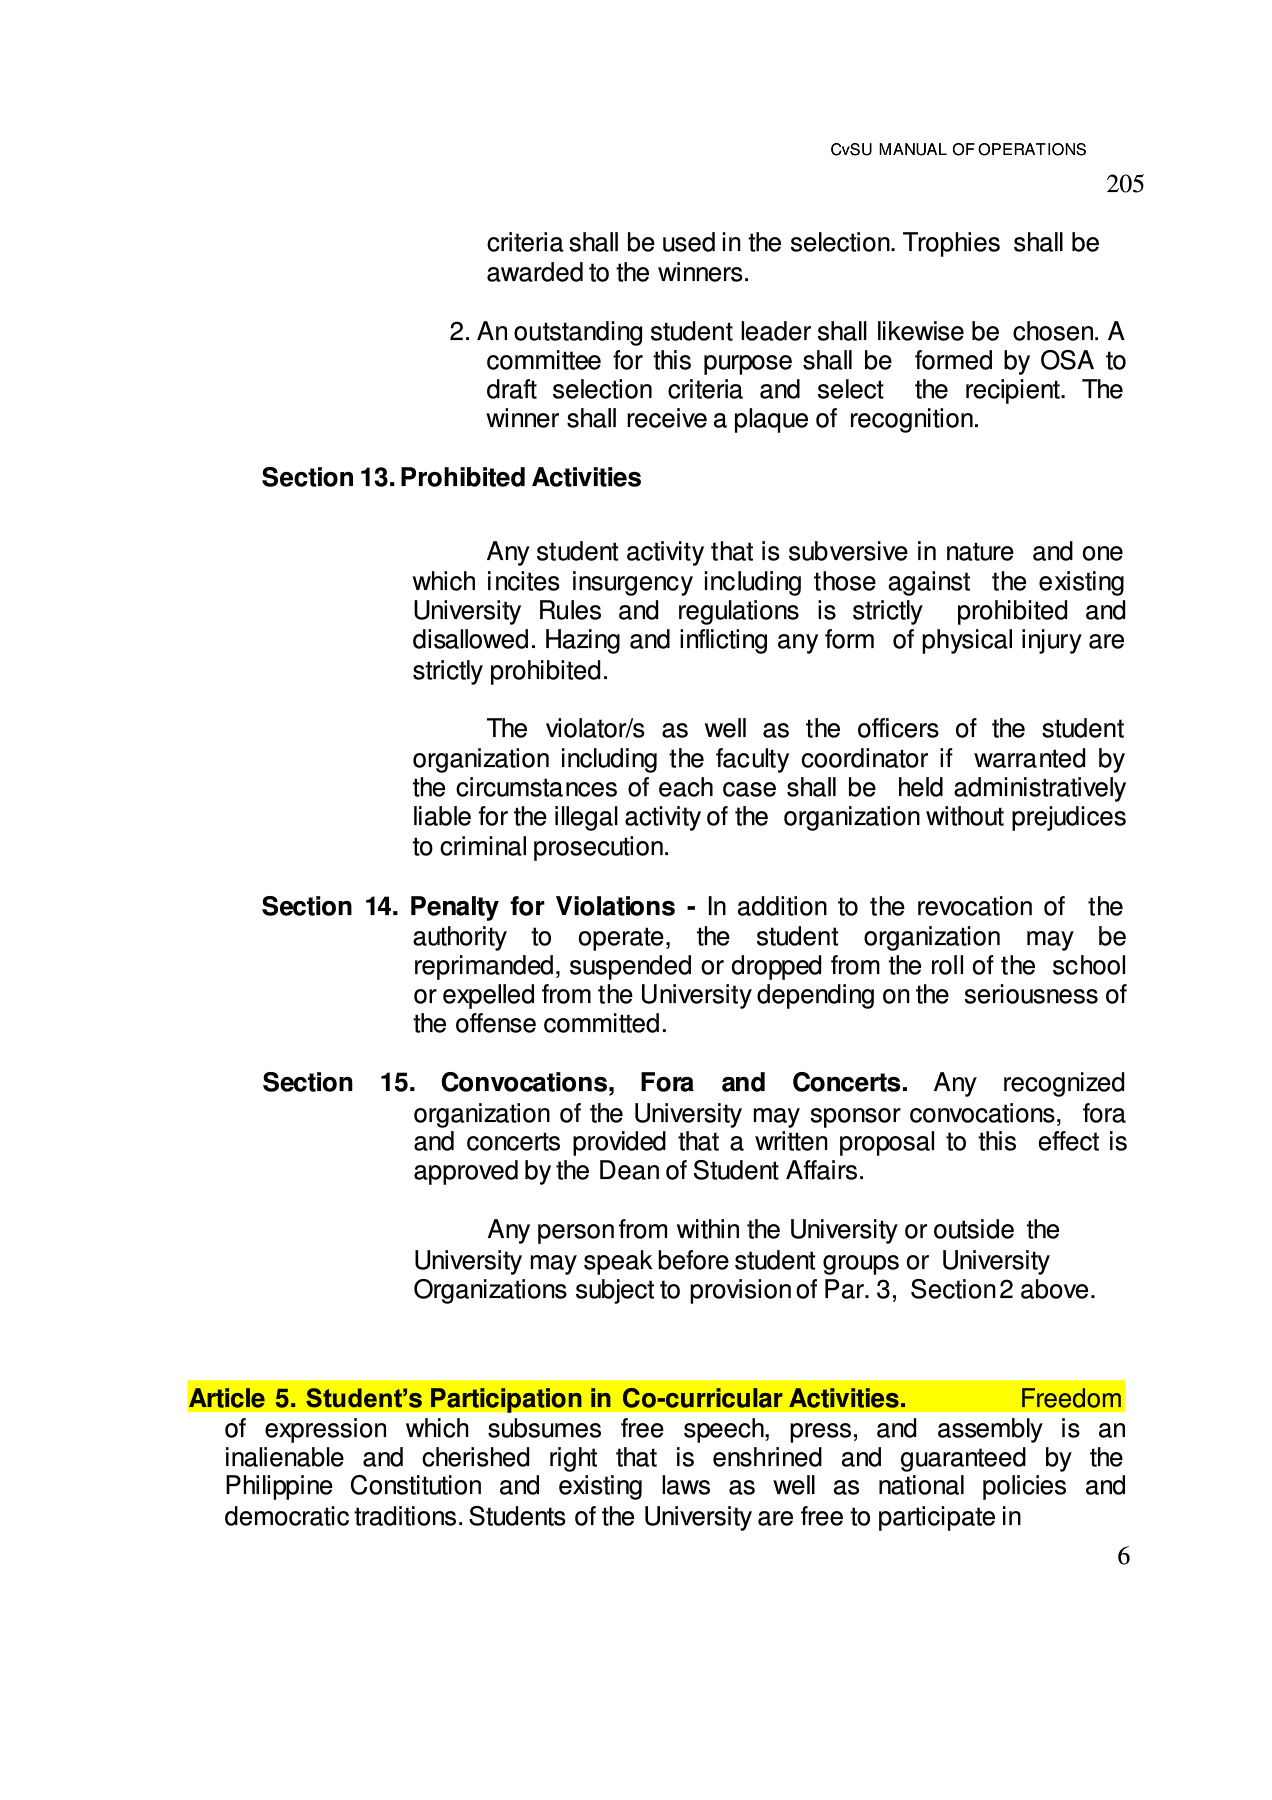 CvSU MANUAL OF OPERATIONS
205
criteria shall be used in the selection. Trophies shall be
awarded to the winners.
2. An outstanding student leader shall likewise be chosen. A
committee for this purpose shall be formed by OSA to
draft selection criteria and select the recipient. The
winner shall receive a plaque of recognition.
Section 13. Prohibited Activities
Any student activity that is subversive in nature and one
which incites insurgency including those against the existing
University Rules and regulations is strictly prohibited and
disallowed. Hazing and inflicting any form of physical injury are
strictly prohibited.
The violator/s as well as the officers of the student
organization including the faculty coordinator if warranted by
the circumstances of each case shall be held administratively
liable for the illegal activity of the organization without prejudices
to criminal prosecution.
Section 14. Penalty for Violations - In addition to the revocation of the
authority to operate, the student organization may be
reprimanded, suspended or dropped from the roll of the school
or expelled from the University depending on the seriousness of
the offense committed.
Section 15. Convocations, Fora and Concerts. Any recognized
organization of the University may sponsor convocations, fora
and concerts provided that a written proposal to this effect is
approved by the Dean of Student Affairs.
Any person from within the University or outside the
University may speak before student groups or University
Organizations subject to provision of Par. 3, Section 2 above.
Article 5. Student’s Participation in Co-curricular Activities. Freedom
of expression which subsumes free speech, press, and assembly is an
inalienable and cherished right that is enshrined and guaranteed by the
Philippine Constitution and existing laws as well as national policies and
democratic traditions. Students of the University are free to participate in
6